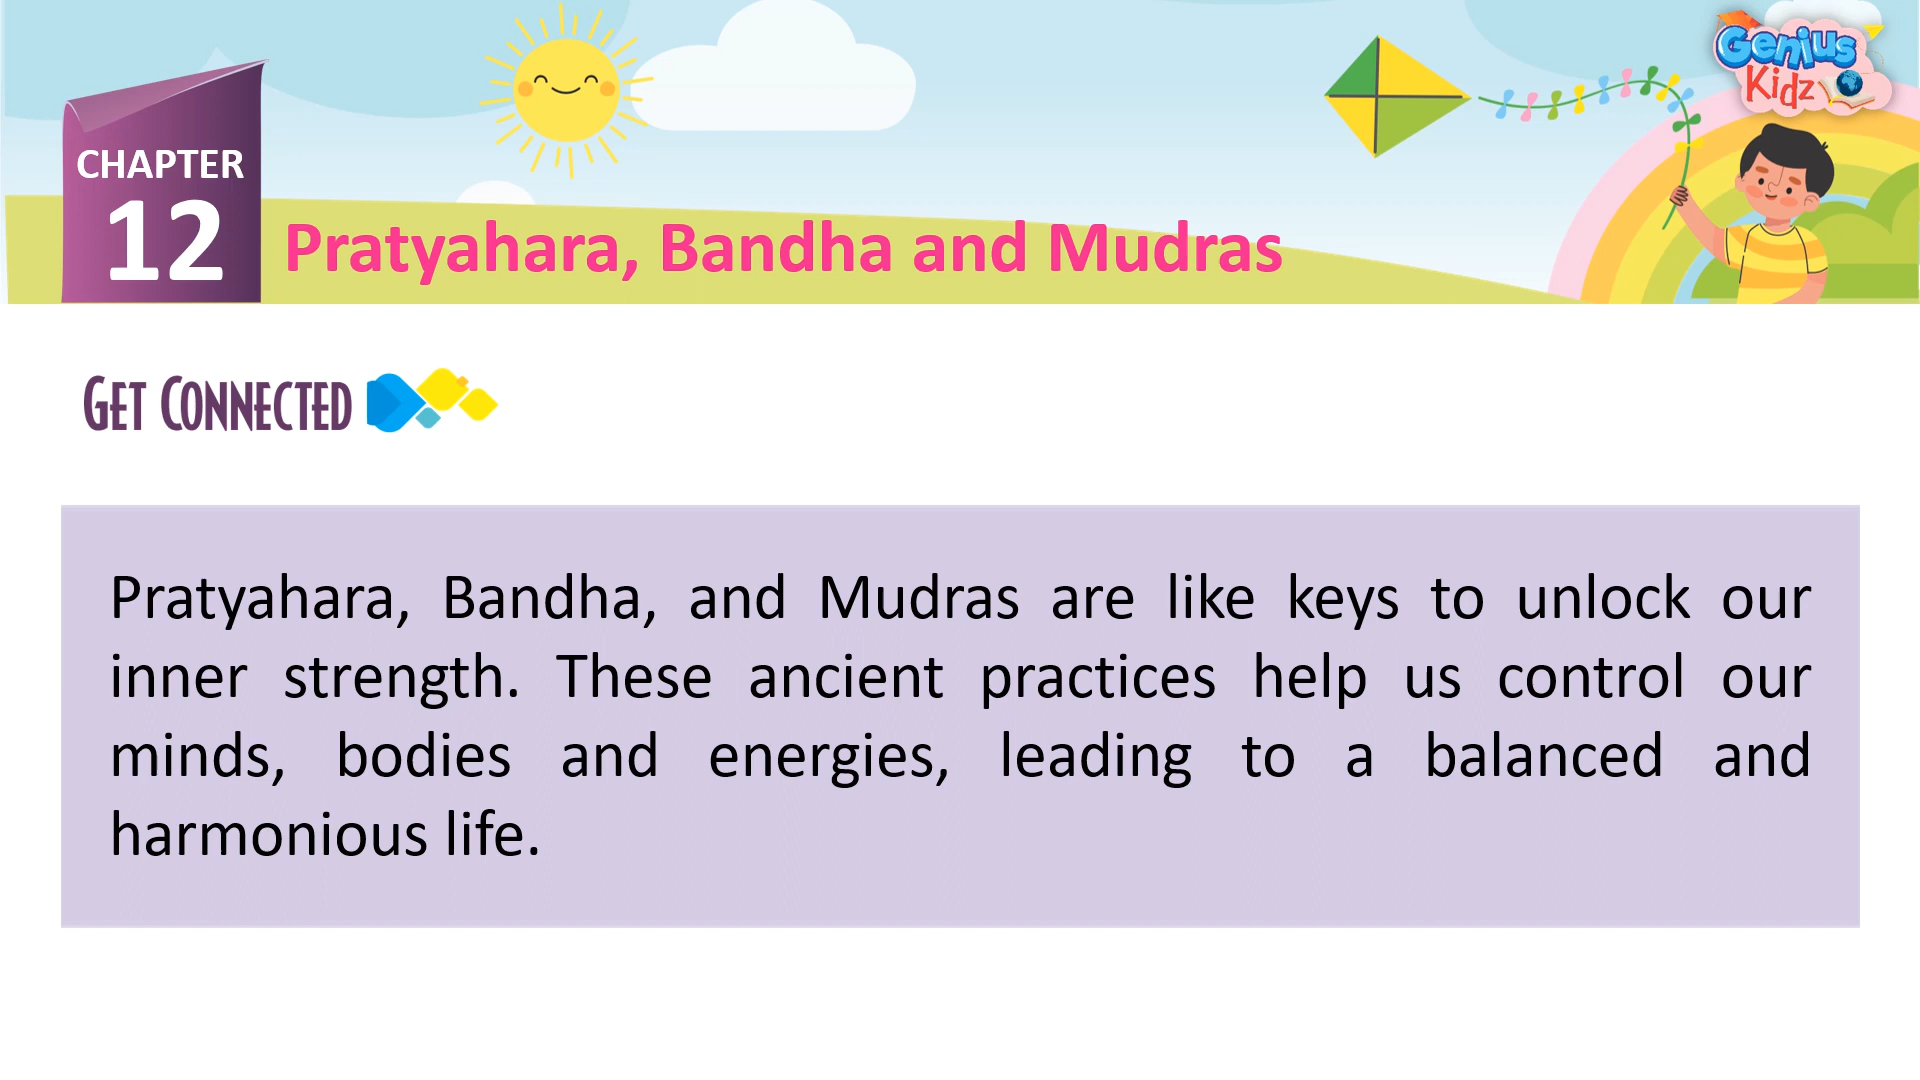 Genius
Kidz
CHAPTER
12
Pratyahara, Bandha and Mudras
GET CONNECTED
Pratyahara, Bandha, and Mudras are like keys to unlock our
inner strength. These ancient practices help us control our
minds, bodies and energies, leading to a balanced and
harmonious life.